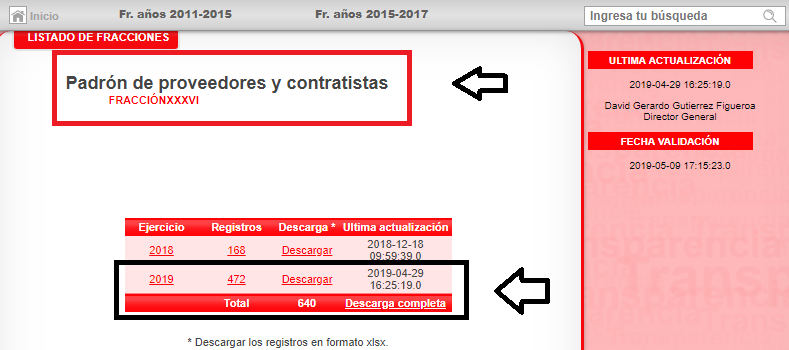 Inicio
Fr. años 2011-2015
Fr. años 2015-2017
Ingresa tu búsqueda
LISTADO DE FRACCIONES
Padrón de proveedores y contratistas
FRACCIÓNXXXVI
Ejercicio Registros Descarga * Ultima actualización
2018 168 Descargar 2018-12-18
09:59:39.0
2019 472 Descargar 2019-04-29
16:25:19.0
Total 640 Descarga completa
* Descargar los registros en formato xlsx.
ULTIMA ACTUALIZACIÓN
2019-04-29 16:25:19.0
David Gerardo Gutierrez Figueroa
Director General
FECHA VALIDACIÓN
2019-05-09 17:15:23.0